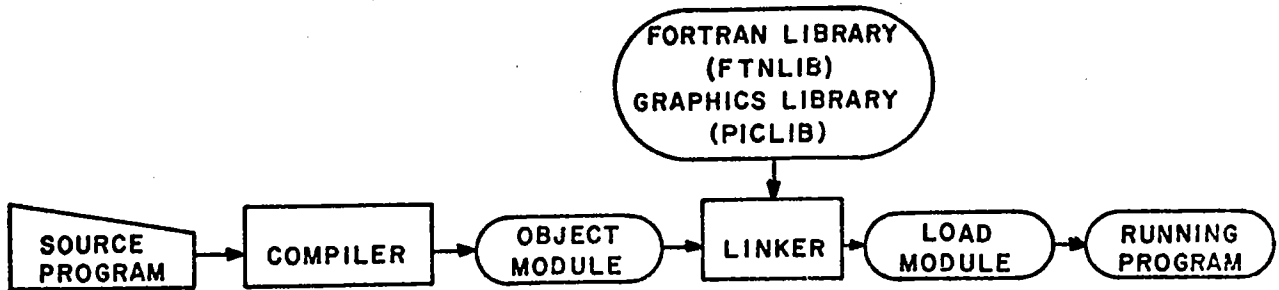 FORTRAN LIBRARY
(FTNLIB)
GRAPHICS LIBRARY
(PICLIB)
SOURCE
PROGRAM
COMPILER
OBJECT
MODULE
LINKER
LOAD
MODULE
RUNNING
PROGRAM